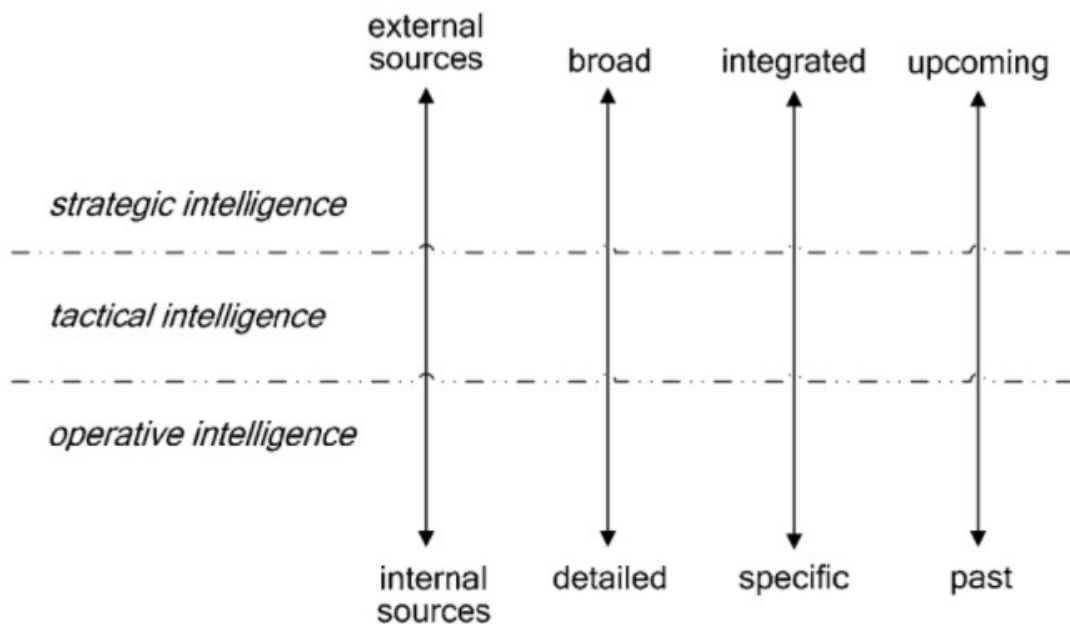 external
sources
broad
integrated
upcoming
strategic intelligence
tactical intelligence
operative intelligence
internal
sources
detailed
specific
past